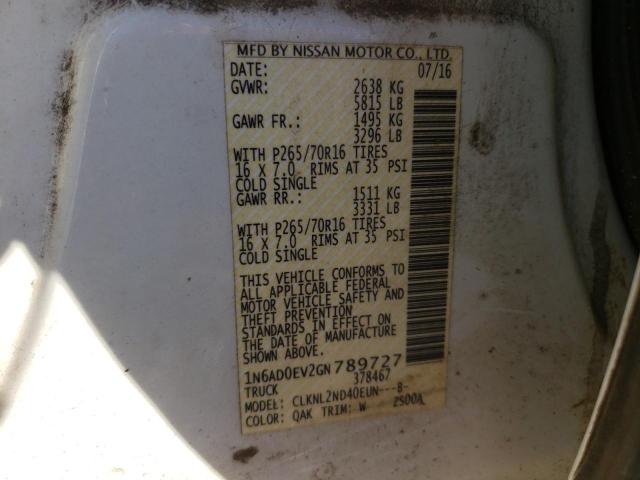 MFD BY NISSAN MOTOR CO., LTD.
DATE: 07/16
GVWR: 2638 KG
5815 LB
GAWR FR.: 1495 KG
3296 LB
WITH P265/70R16 TIRES
16 X 7.0 RIMS AT 35 PSI
COLD SINGLE
GAWR RR.: 1511 KG
3331 LB
WITH P265/70R16 TIRES
16 X 7.0 RIMS AT 35 PSI
COLD SINGLE
THIS VEHICLE CONFORMS TO
ALL APPLICABLE FEDERAL
MOTOR VEHICLE SAFETY AND
THEFT PREVENTION
STANDARDS IN EFFECT ON
THE DATE OF MANUFACTURE
SHOWN ABOVE.
1N6AD0EV2GN 789727
TRUCK 378467
MODEL: CLKNL2ND40EUN---B-
COLOR: QAK TRIM: W 2S00A